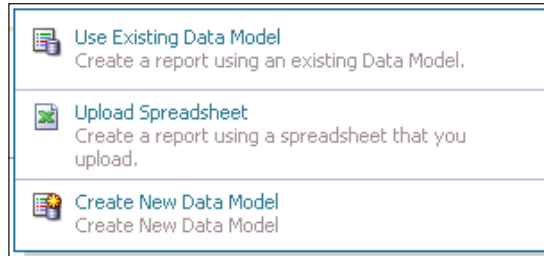 Use Existing Data Model
Create a report using an existing Data Model.
Upload Spreadsheet
Create a report using a spreadsheet that you
upload.
Create New Data Model
Create New Data Model